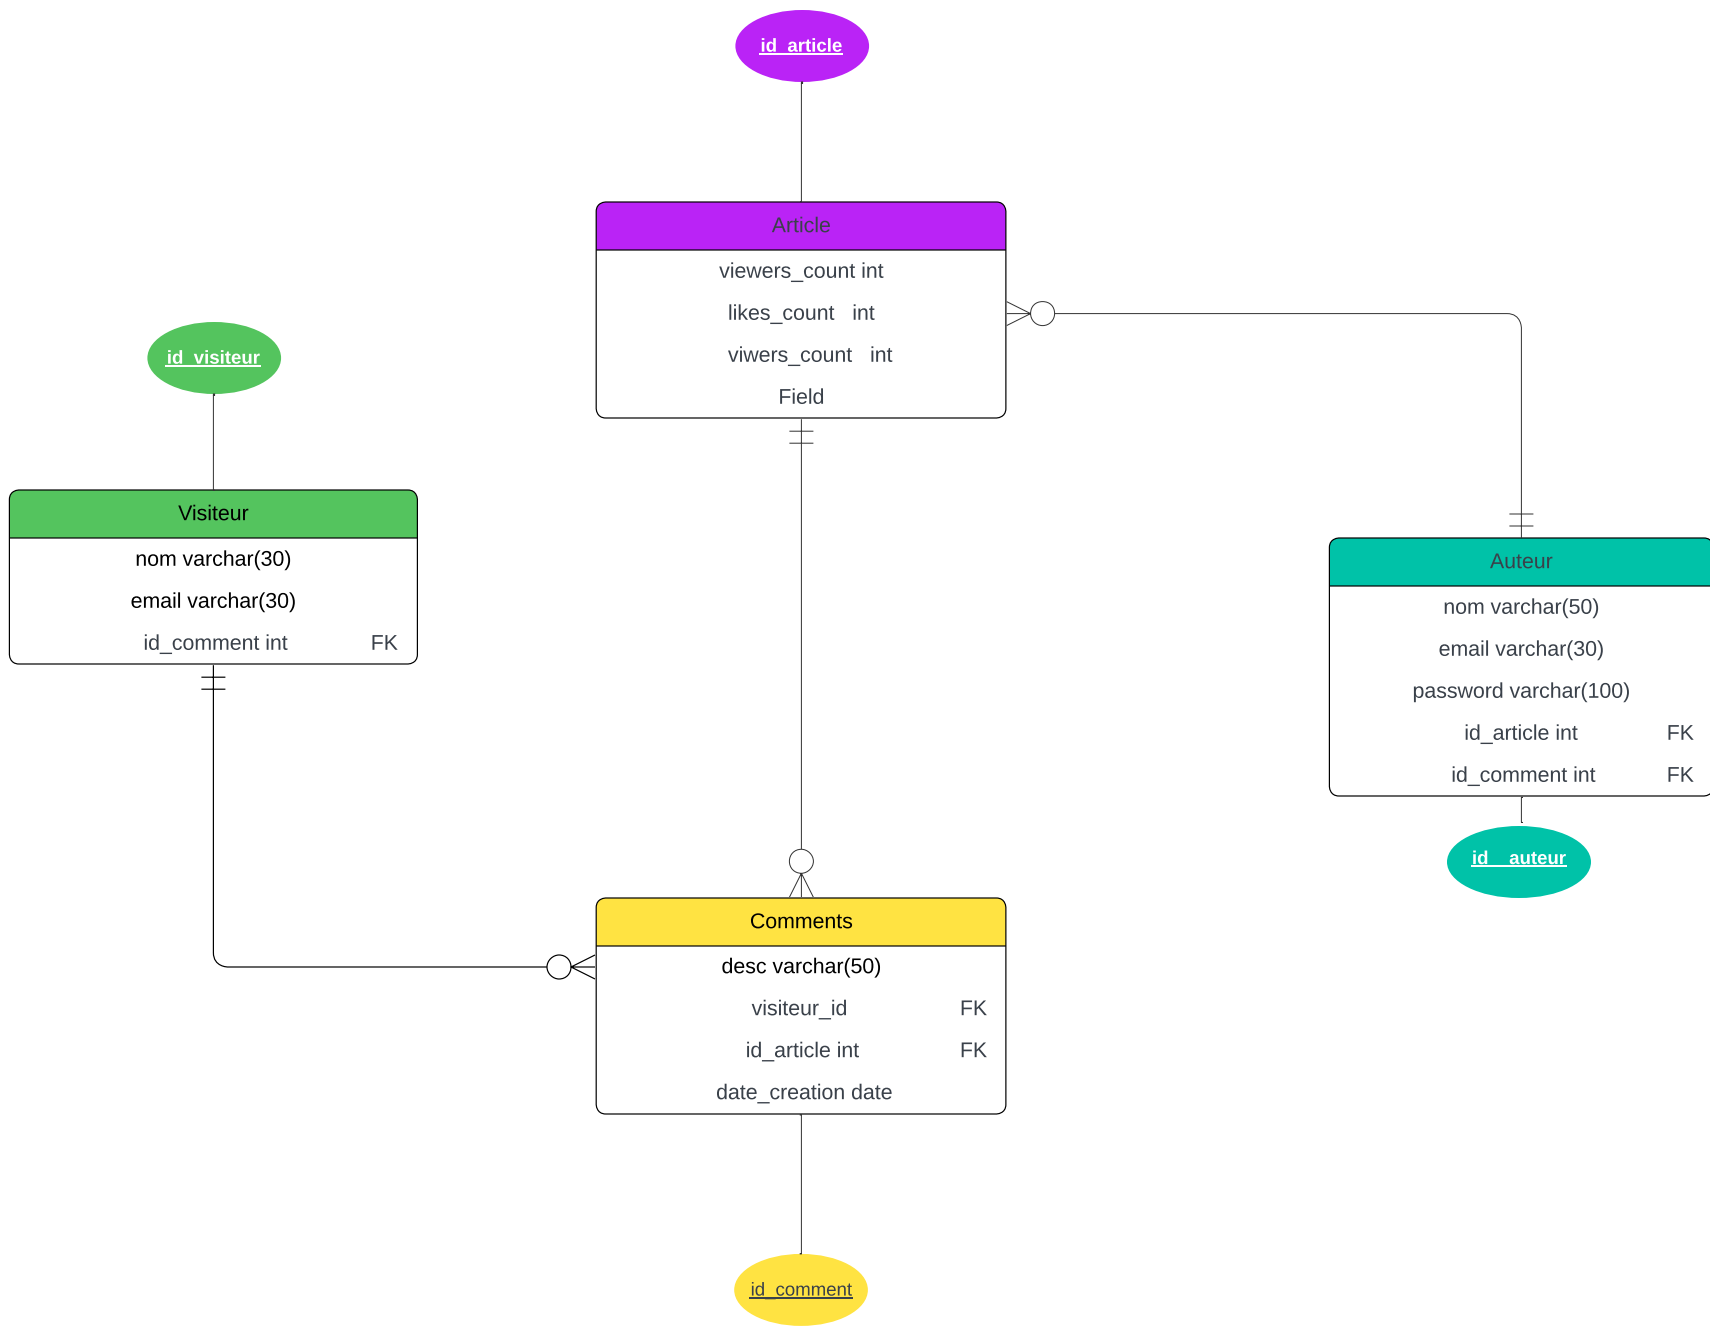 id_article
Article
viewers_count int
likes_count int
viwers_count int
Field
id_visiteur
Visiteur
nom varchar(30)
email varchar(30)
id_comment int FK
Auteur
nom varchar(50)
email varchar(30)
password varchar(100)
id_article int FK
id_comment int FK
id__auteur
Comments
desc varchar(50)
visiteur_id FK
id_article int FK
date_creation date
id_comment